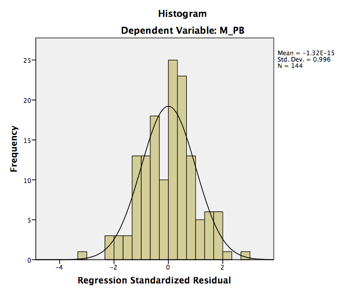 Histogram
Dependent Variable: M_PB
Mean = -1.32E-15
Std. Dev. = 0.996
N = 144
Frequency
25
20
15
10
5
0
-4
-2
0
2
Regression Standardized Residual